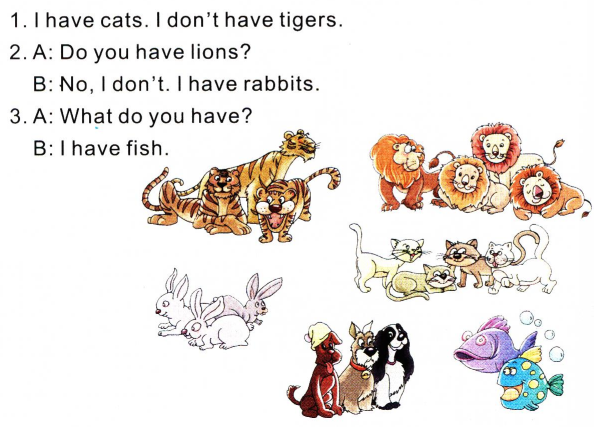 1. I have cats. I don't have tigers.
2. A: Do you have lions?
B: No, I don't. I have rabbits.
3. A: What do you have?
B: I have fish.